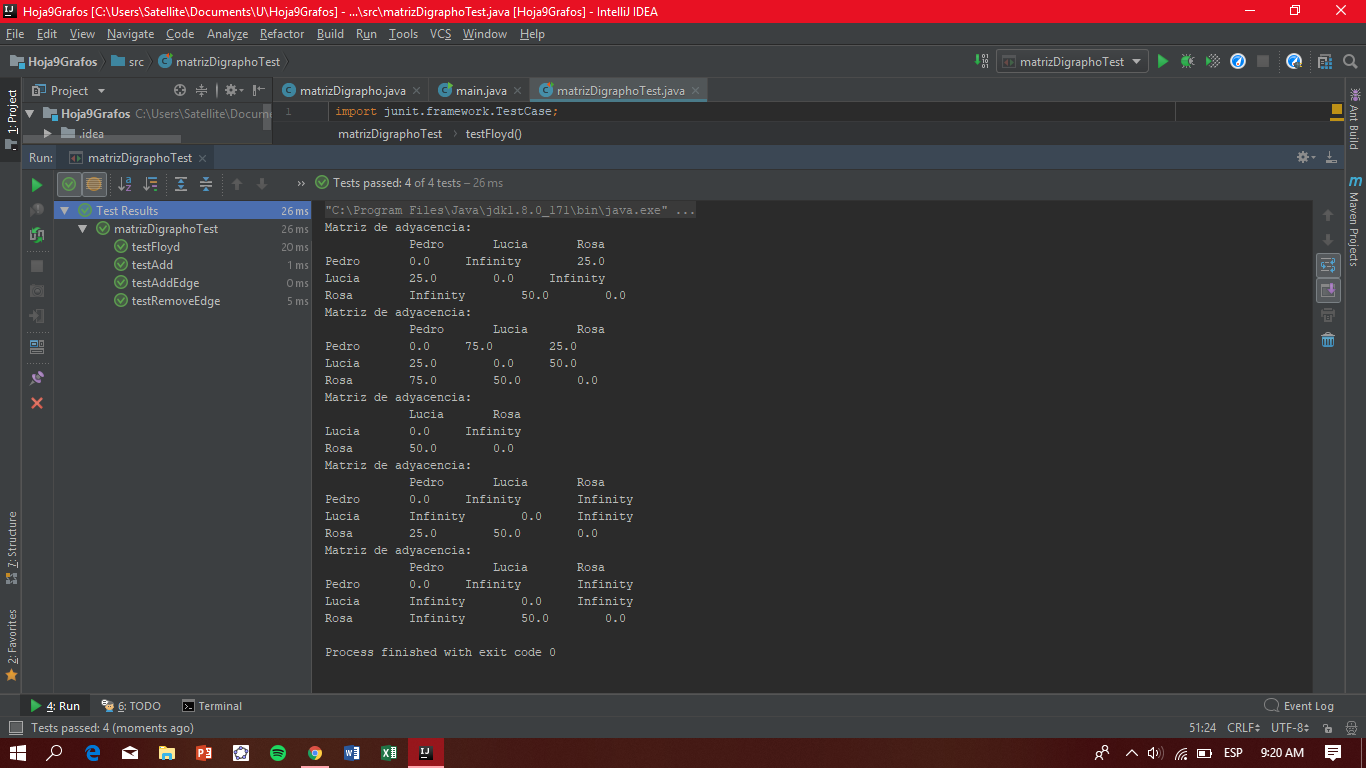 Hoja9Grafos [C:\Users\Satellite\Documents\U\Hoja9Grafos] - ...\src\matrizDigraphoTest.java [Hoja9Grafos] - IntelliJ IDEA
File Edit View Navigate Code Analyze Refactor Build Run Tools VCS Window Help
Hoja9Grafos src matrizDigraphoTest matrizDigraphoTest
1: Project
Project
matrizDigrapho.java main.java matrizDigraphoTest.java
Hoja9Grafos C:\Users\Satellite\Docume
.idea
1 import junit.framework.TestCase;
matrizDigraphoTest testFloyd()
Ant Build
Maven Projects
Run: matrizDigraphoTest
Tests passed: 4 of 4 tests – 26 ms
Test Results 26 ms
matrizDigraphoTest 26 ms
testFloyd 20 ms
testAdd 1 ms
testAddEdge 0 ms
testRemoveEdge 5 ms
"C:\Program Files\Java\jdk1.8.0_171\bin\java.exe" ...
Matriz de adyacencia:
Pedro Lucia Rosa
Pedro 0.0 Infinity 25.0
Lucia 25.0 0.0 Infinity
Rosa Infinity 50.0 0.0
Matriz de adyacencia:
Pedro Lucia Rosa
Pedro 0.0 75.0 25.0
Lucia 25.0 0.0 50.0
Rosa 75.0 50.0 0.0
Matriz de adyacencia:
Lucia Rosa
Lucia 0.0 Infinity
Rosa 50.0 0.0
Matriz de adyacencia:
Pedro Lucia Rosa
Pedro 0.0 Infinity Infinity
Lucia Infinity 0.0 Infinity
Rosa 25.0 50.0 0.0
Matriz de adyacencia:
Pedro Lucia Rosa
Pedro 0.0 Infinity Infinity
Lucia Infinity 0.0 Infinity
Rosa Infinity 50.0 0.0
Process finished with exit code 0
7: Structure
2: Favorites
4: Run 6: TODO Terminal Event Log
Tests passed: 4 (moments ago) 51:24 CRLF UTF-8
ESP 9:20 AM